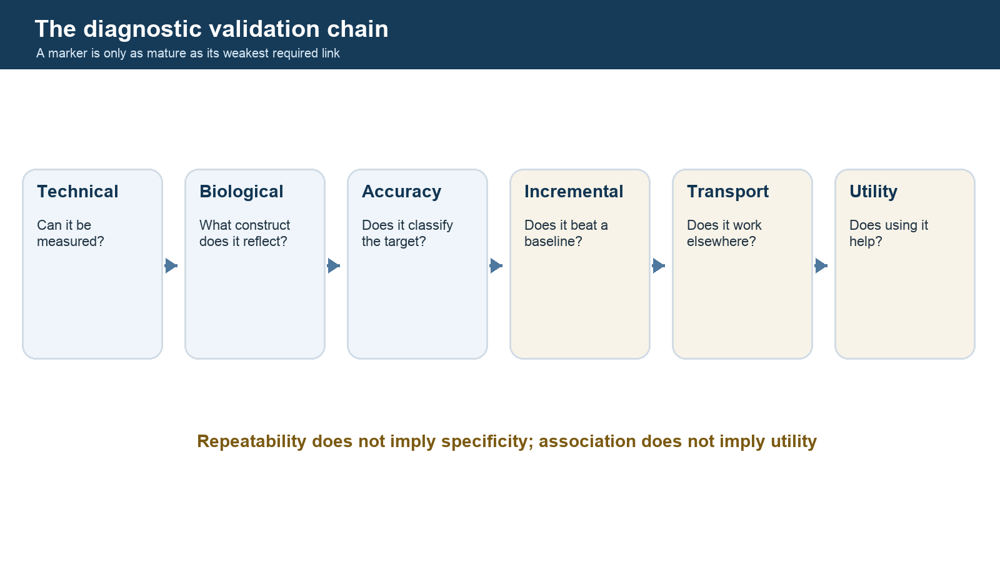 The diagnostic validation chain
A marker is only as mature as its weakest required link
Technical
Can it be
measured?
Biological
What construct
does it reflect?
Accuracy
Does it classify
the target?
Incremental
Does it beat a
baseline?
Transport
Does it work
elsewhere?
Utility
Does using it
help?
Repeatability does not imply specificity; association does not imply utility